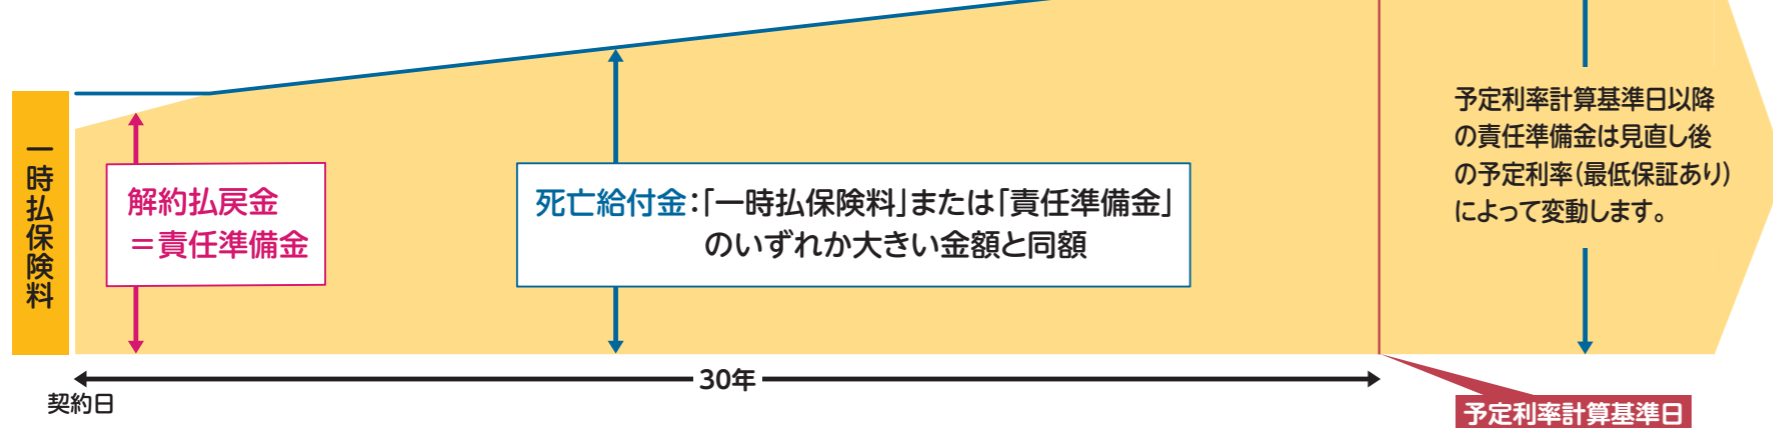 一時払保険料
解約払戻金
＝責任準備金
死亡給付金：「一時払保険料」または「責任準備金」
のいずれか大きい金額と同額
予定利率計算基準日以降
の責任準備金は見直し後
の予定利率（最低保証あり）
によって変動します。
30年
契約日
予定利率計算基準日